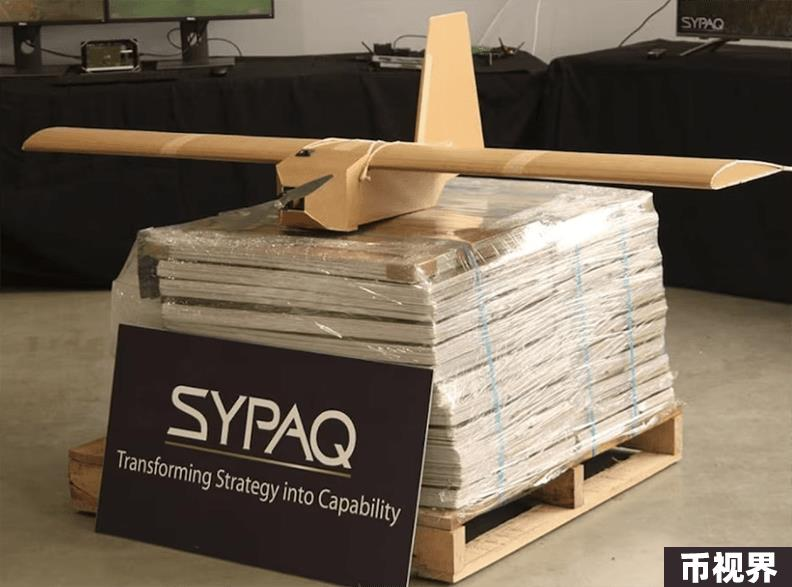 SYPAQ
SYPAQ
Transforming Strategy into Capability
币视界